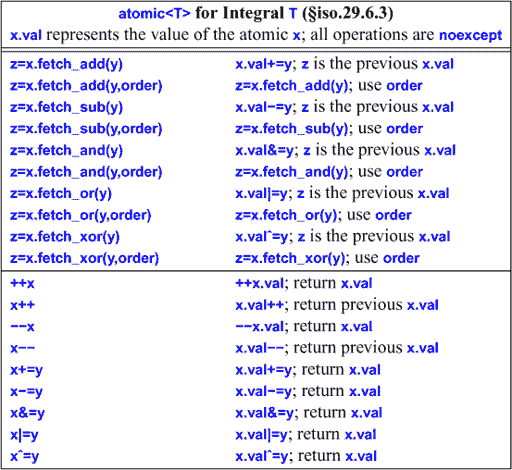 atomic<T> for Integral T (§iso.29.6.3)
x.val represents the value of the atomic x; all operations are noexcept
z=x.fetch_add(y) x.val+=y; z is the previous x.val
z=x.fetch_add(y,order) z=x.fetch_add(y); use order
z=x.fetch_sub(y) x.val−=y; z is the previous x.val
z=x.fetch_sub(y,order) z=x.fetch_sub(y); use order
z=x.fetch_and(y) x.val&=y; z is the previous x.val
z=x.fetch_and(y,order) z=x.fetch_and(y); use order
z=x.fetch_or(y) x.val|=y; z is the previous x.val
z=x.fetch_or(y,order) z=x.fetch_or(y); use order
z=x.fetch_xor(y) x.valˆ=y; z is the previous x.val
z=x.fetch_xor(y,order) z=x.fetch_xor(y); use order
++x ++x.val; return x.val
x++ x.val++; return previous x.val
−−x −−x.val; return x.val
x−− x.val−−; return previous x.val
x+=y x.val+=y; return x.val
x−=y x.val−=y; return x.val
x&=y x.val&=y; return x.val
x|=y x.val|=y; return x.val
xˆ=y x.valˆ=y; return x.val